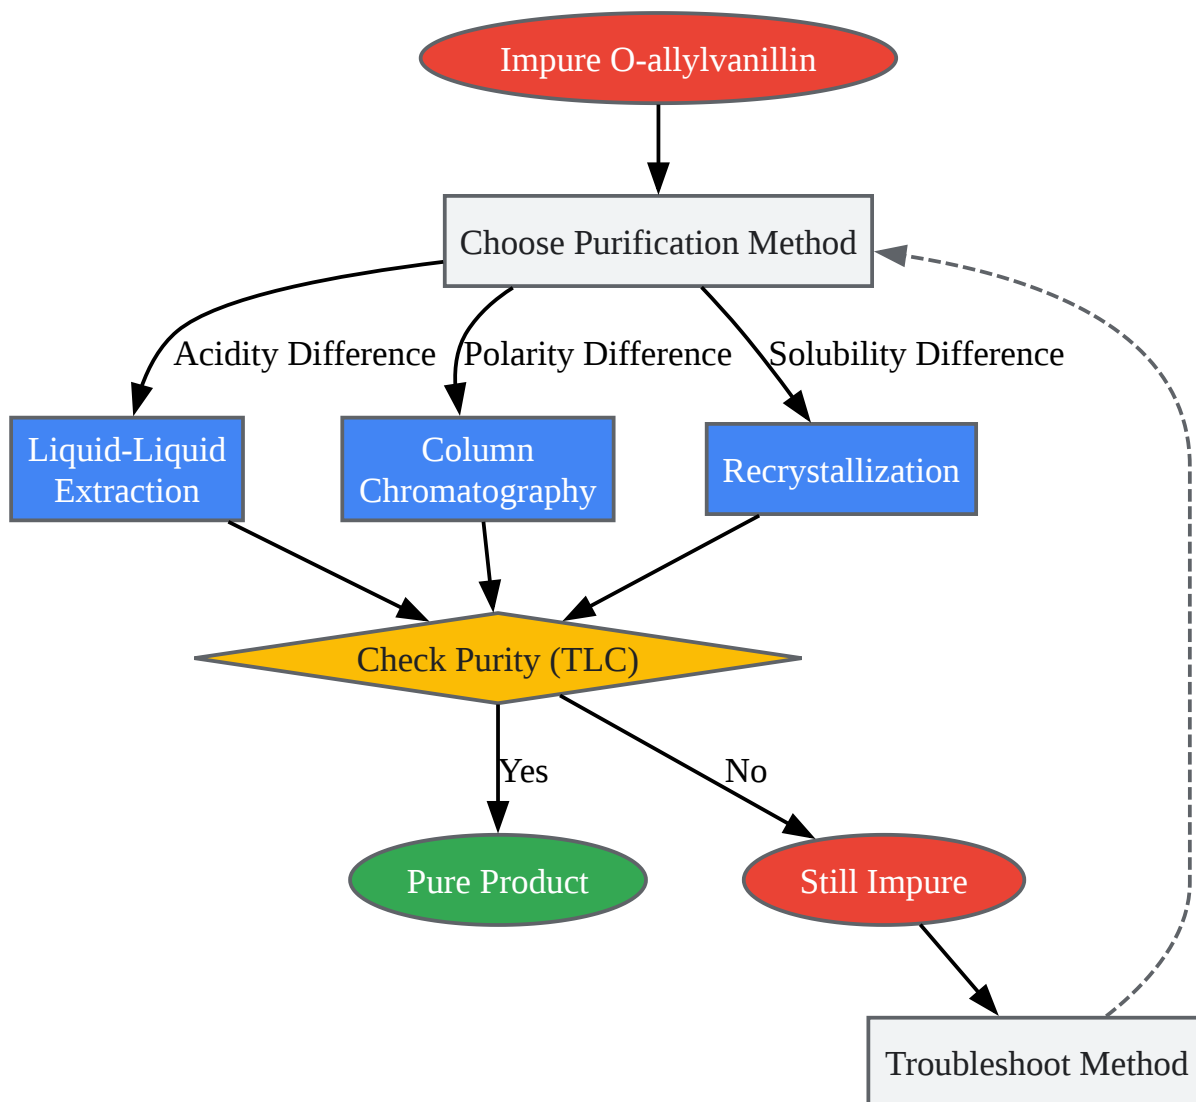 Impure O-allylvanillin
Choose Purification Method
Acidity Difference
Polarity Difference
Solubility Difference
Liquid-Liquid
Extraction
Column
Chromatography
Recrystallization
Check Purity (TLC)
Yes
No
Pure Product
Still Impure
Troubleshoot Method